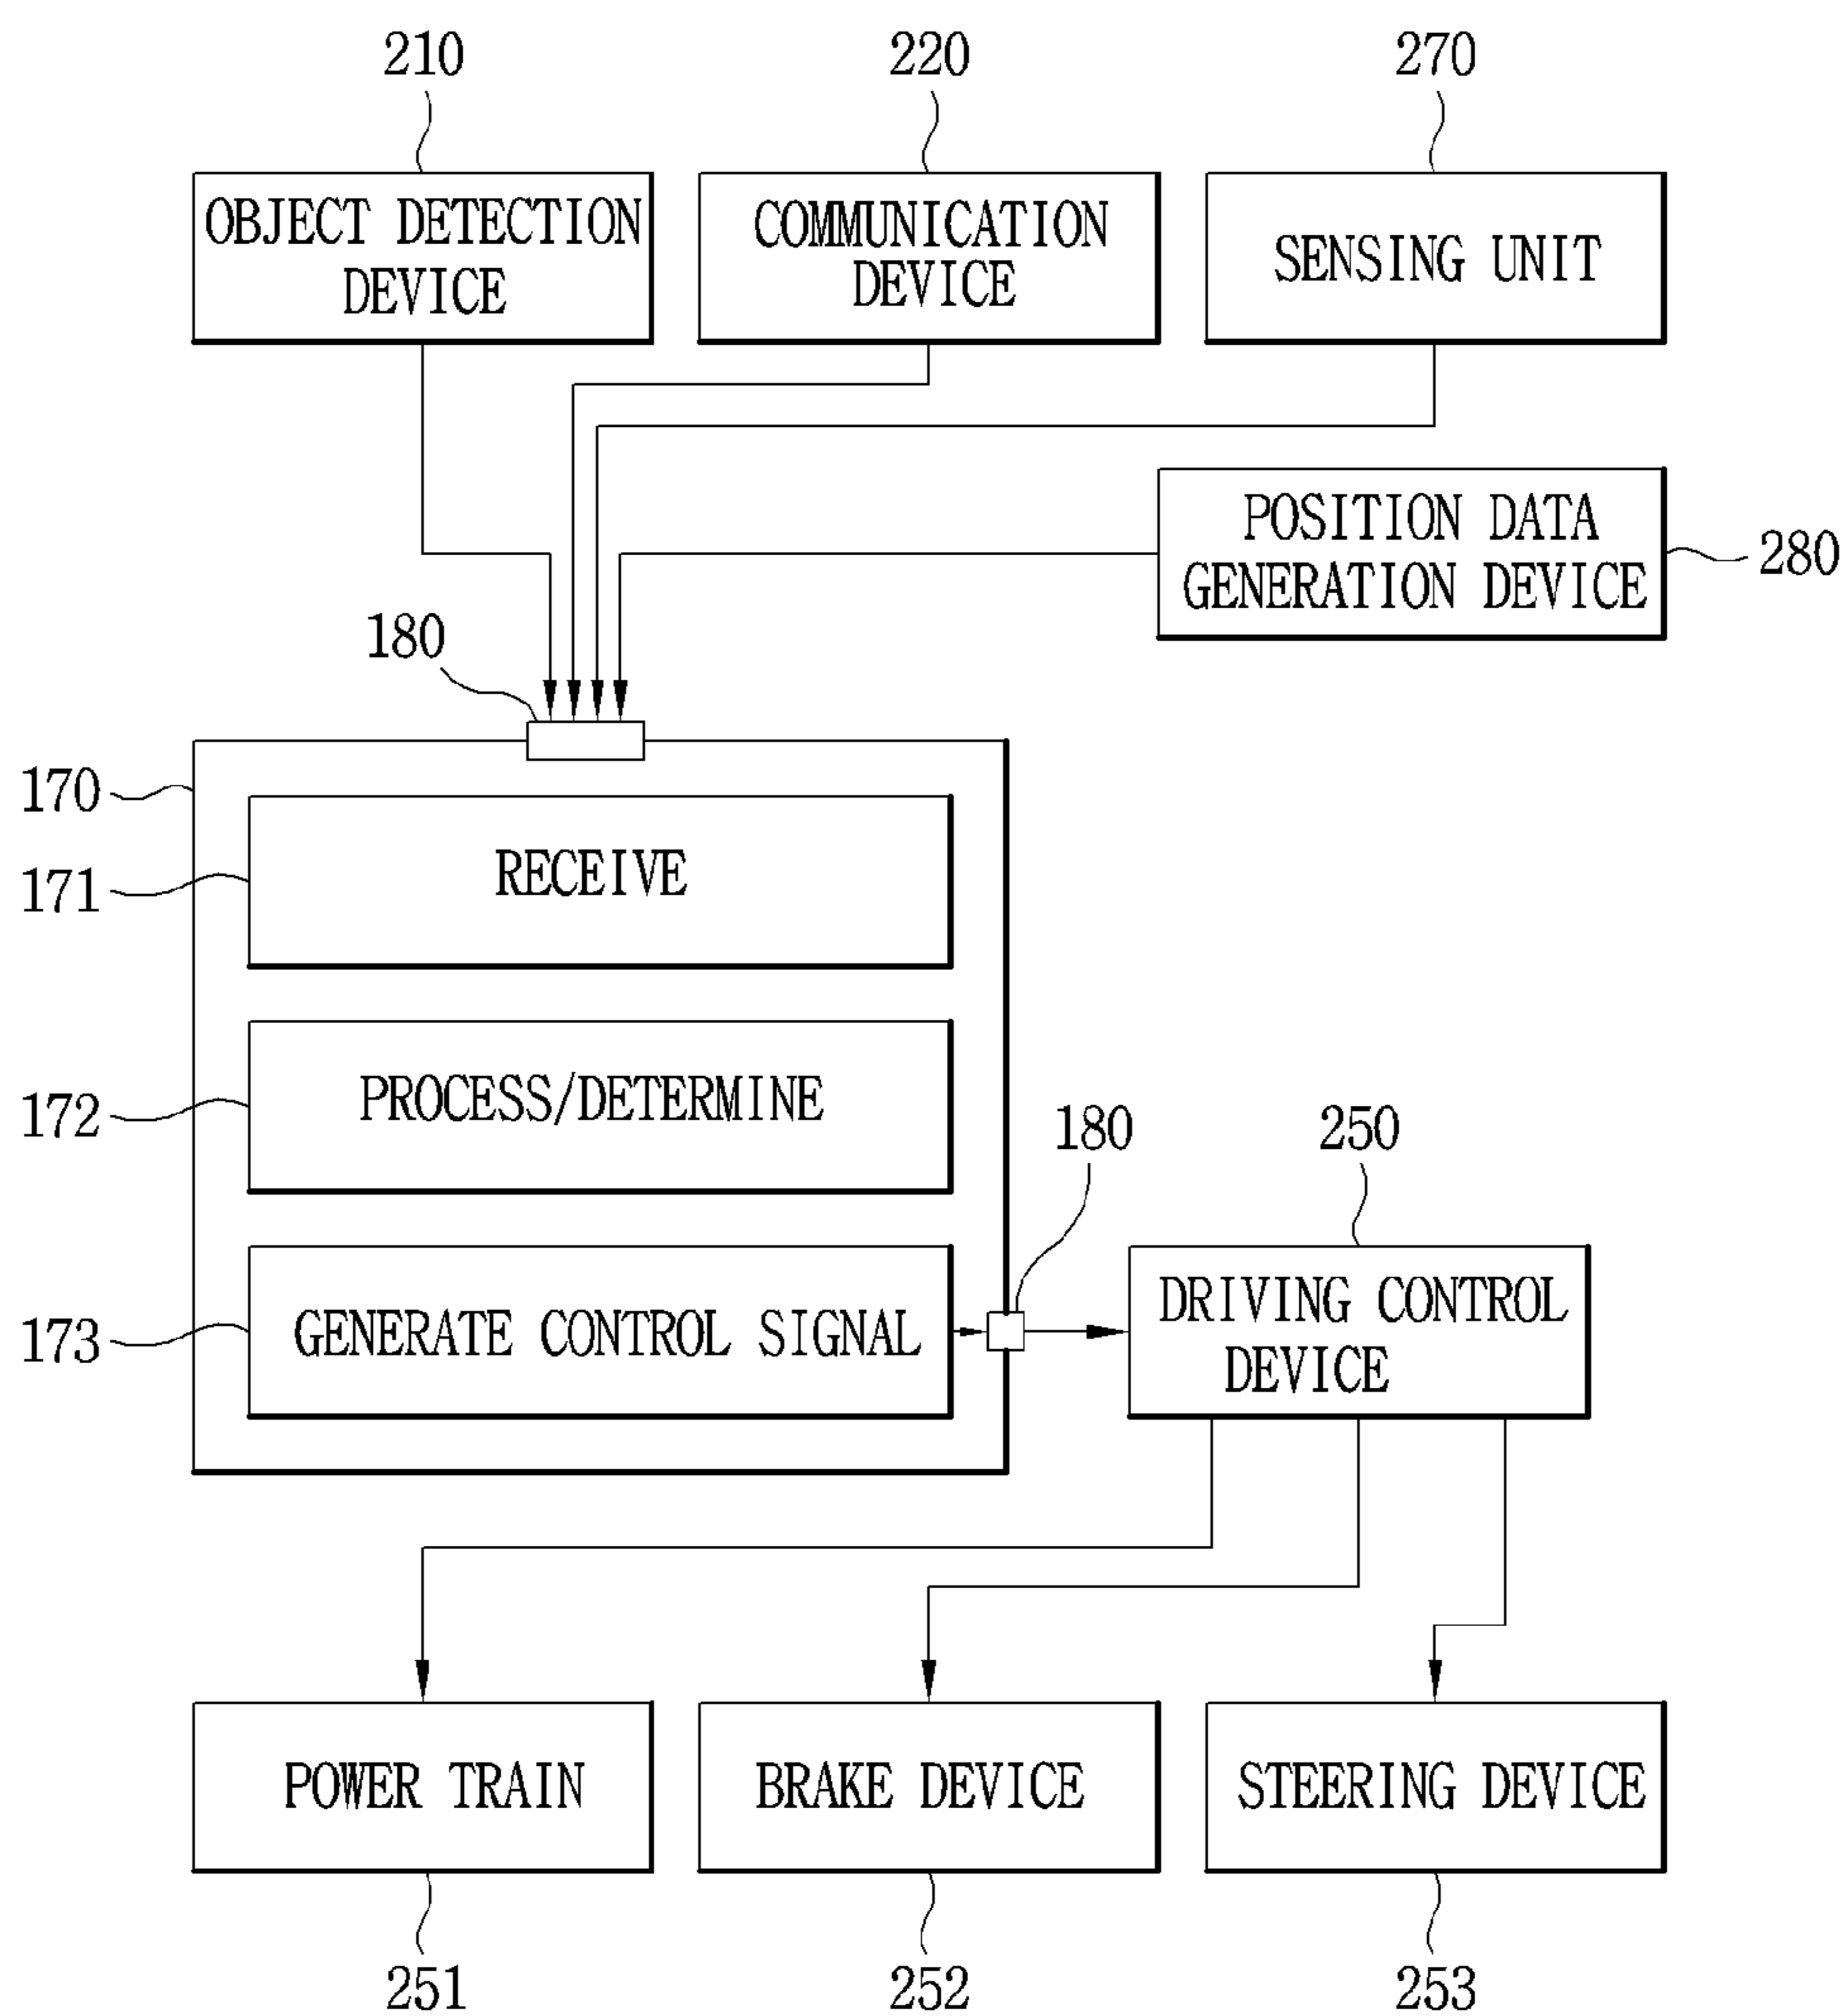 210
220
270
OBJECT DETECTION
DEVICE
COMMUNICATION
DEVICE
SENSING UNIT
POSITION DATA
GENERATION DEVICE
280
180
170
RECEIVE
171
PROCESS/DETERMINE
172
180
250
GENERATE CONTROL SIGNAL
173
DRIVING CONTROL
DEVICE
POWER TRAIN
BRAKE DEVICE
STEERING DEVICE
251
252
253